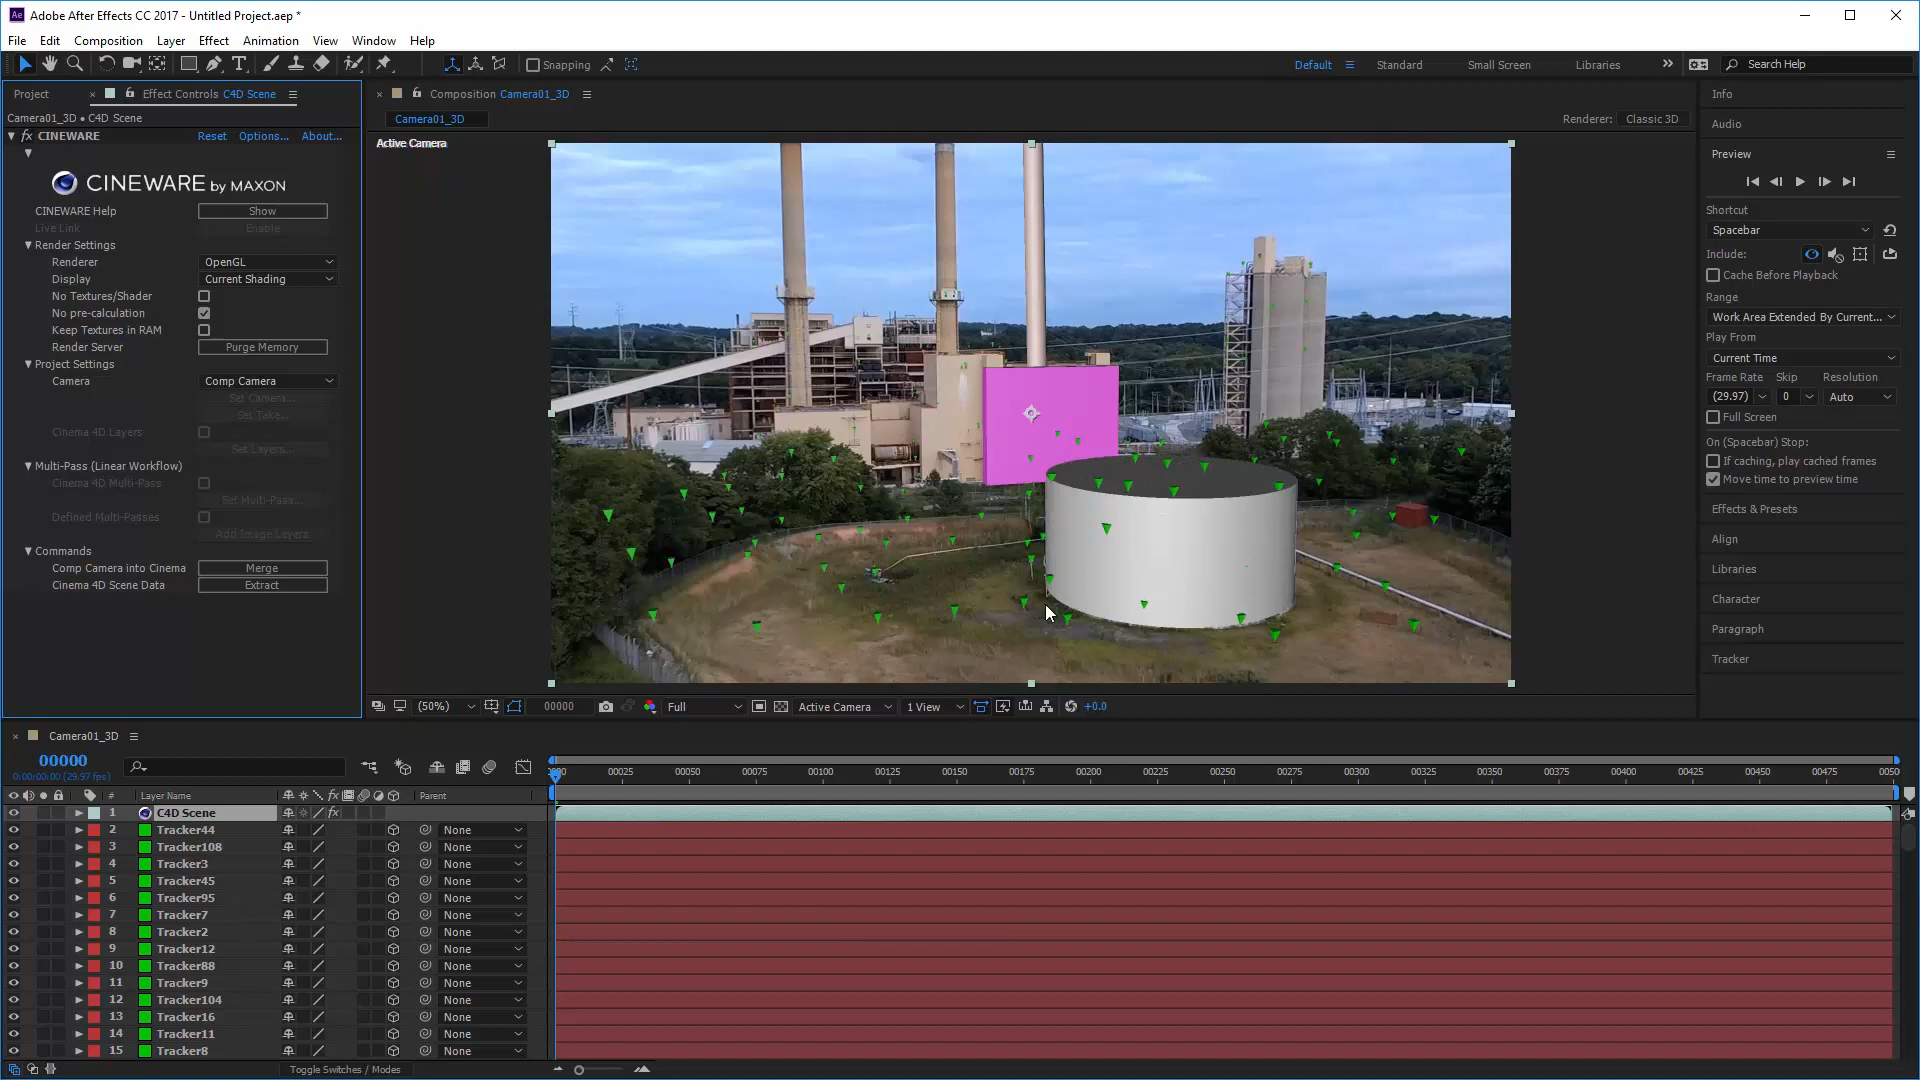 Adobe After Effects CC 2017 - Untitled Project.aep *
File Edit Composition Layer Effect Animation View Window Help
Snapping
Default Standard Small Screen Libraries Search Help
Project Effect Controls C4D Scene
Camera01_3D • C4D Scene
CINEWARE Reset Options... About...
CINEWARE by MAXON
CINEWARE Help Show
Live Link Enable
Render Settings
Renderer OpenGL
Display Current Shading
No Textures/Shader
No pre-calculation
Keep Textures in RAM
Render Server Purge Memory
Project Settings
Camera Comp Camera
Set Camera...
Set Take...
Cinema 4D Layers
Set Layers...
Multi-Pass (Linear Workflow)
Cinema 4D Multi-Pass
Set Multi-Pass...
Defined Multi-Passes
Add Image Layers
Commands
Comp Camera into Cinema Merge
Cinema 4D Scene Data Extract
Composition Camera01_3D
Camera01_3D
Renderer: Classic 3D
Active Camera
(50%) 00000 Full Active Camera 1 View +0.0
Info
Audio
Preview
Shortcut
Spacebar
Include:
Cache Before Playback
Range
Work Area Extended By Current...
Play From
Current Time
Frame Rate Skip Resolution
(29.97) 0 Auto
Full Screen
On (Spacebar) Stop:
If caching, play cached frames
Move time to preview time
Effects & Presets
Align
Libraries
Character
Paragraph
Tracker
Camera01_3D
00000
0:00:00:00 (29.97 fps)
00025 00050 00075 00100 00125 00150 00175 00200 00225 00250 00275 00300 00325 00350 00375 00400 00425 00450 00475 0050
# Layer Name fx Parent
1 C4D Scene fx
2 Tracker44 None
3 Tracker108 None
4 Tracker3 None
5 Tracker45 None
6 Tracker95 None
7 Tracker7 None
8 Tracker2 None
9 Tracker12 None
10 Tracker88 None
11 Tracker9 None
12 Tracker104 None
13 Tracker16 None
14 Tracker11 None
15 Tracker8 None
Toggle Switches / Modes